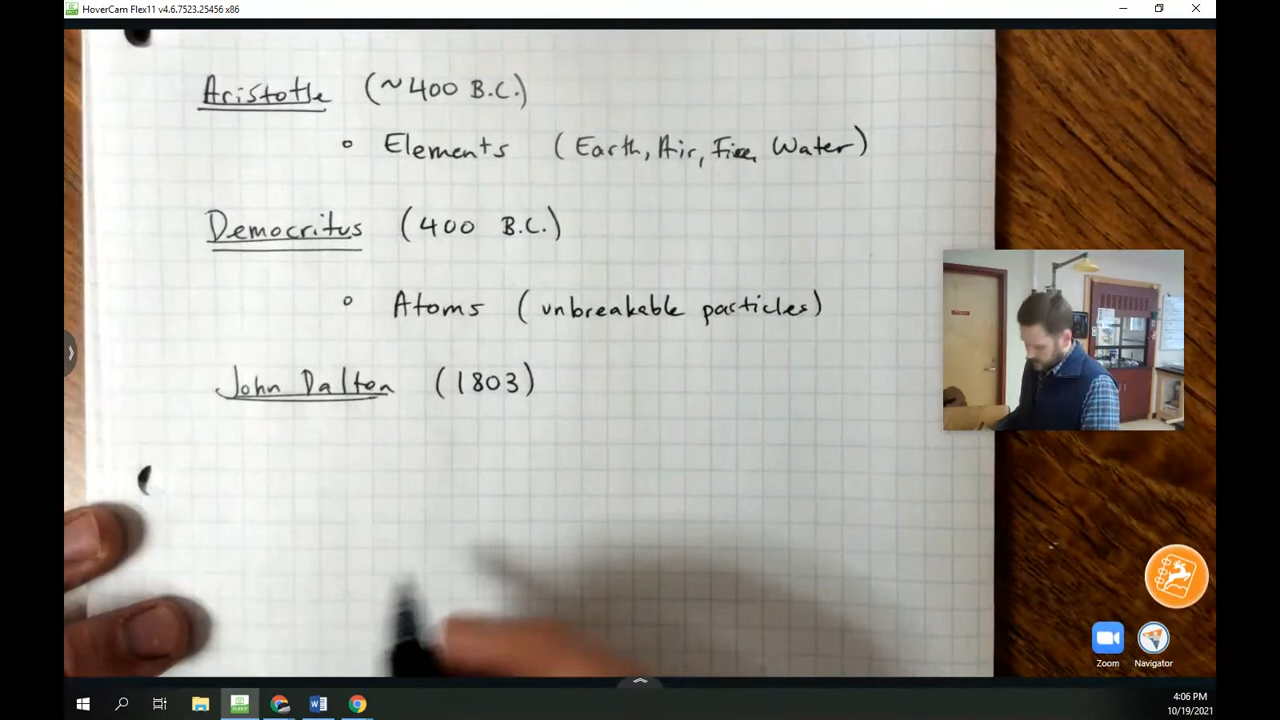 HoverCam Flex11 v4.6.7523.25456 x86
Aristotle (~400 B.C.)
Elements (Earth, Air, Fire, Water)
Democritus (400 B.C.)
Atoms (unbreakable particles)
John Dalton (1803)
Zoom
Navigator
4:06 PM
10/19/2021